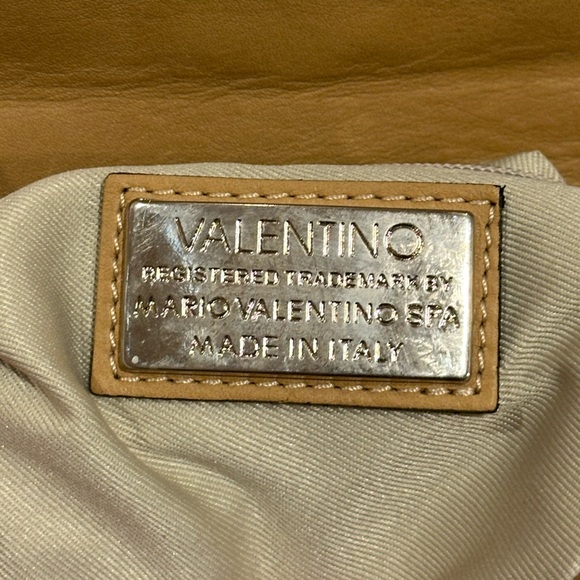 VALENTINO
REGISTERED TRADEMARK BY
MARIO VALENTINO SPA
MADE IN ITALY